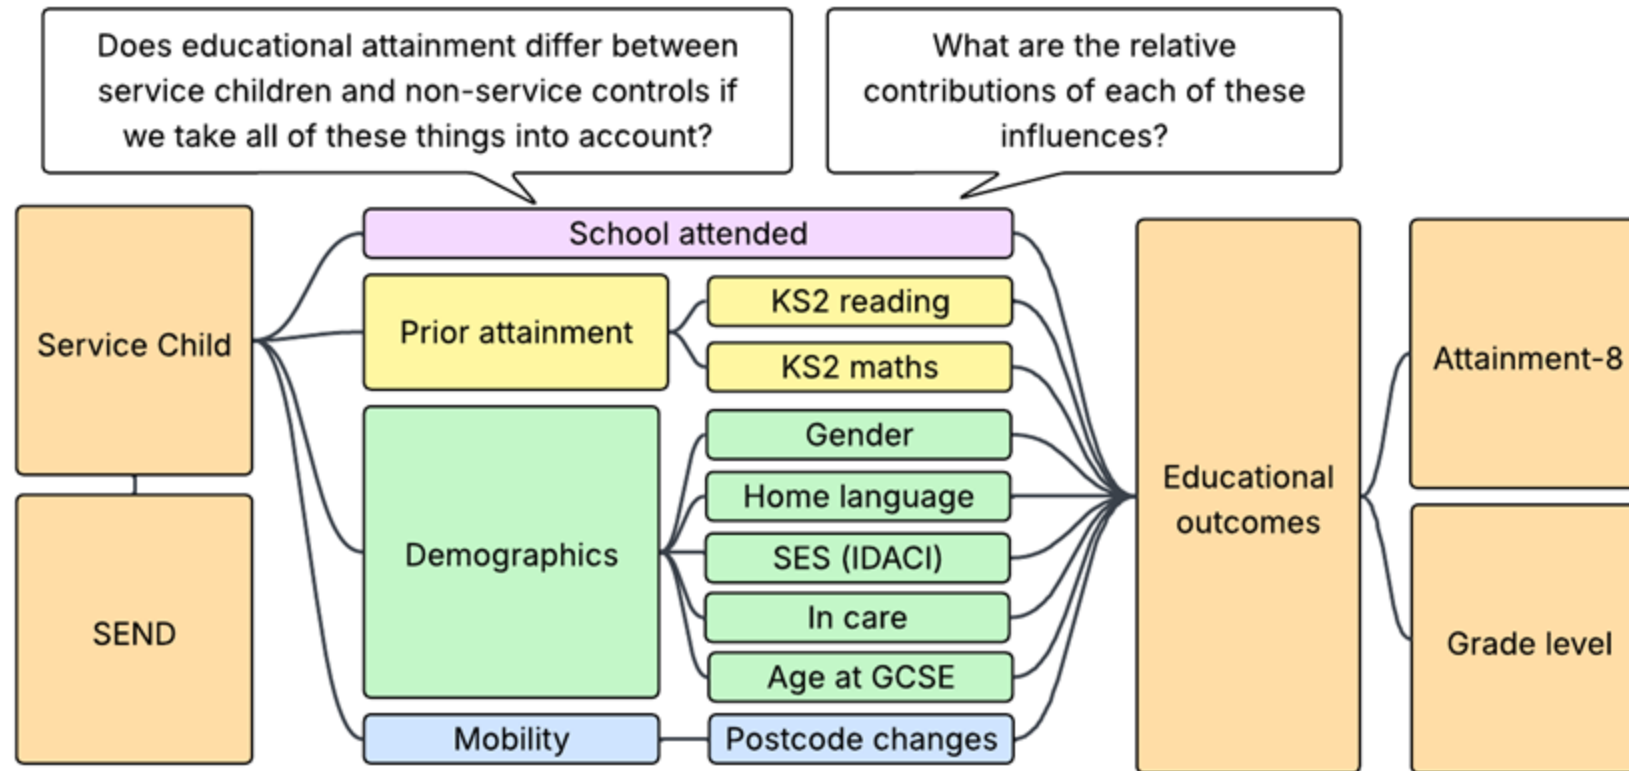 Does educational attainment differ between
service children and non-service controls if
we take all of these things into account?
What are the relative
contributions of each of these
influences?
Service Child
SEND
School attended
Prior attainment
KS2 reading
KS2 maths
Demographics
Gender
Home language
SES (IDACI)
In care
Age at GCSE
Mobility
Postcode changes
Educational
outcomes
Attainment-8
Grade level